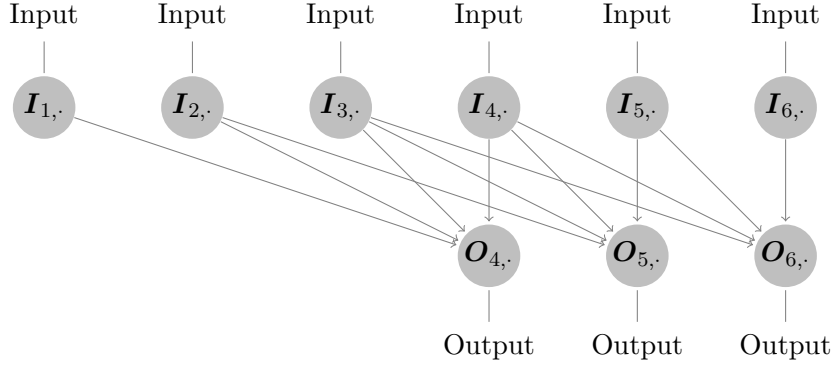 Input Input Input Input Input Input
I1,· I2,· I3,· I4,· I5,· I6,·
O4,· O5,· O6,·
Output Output Output